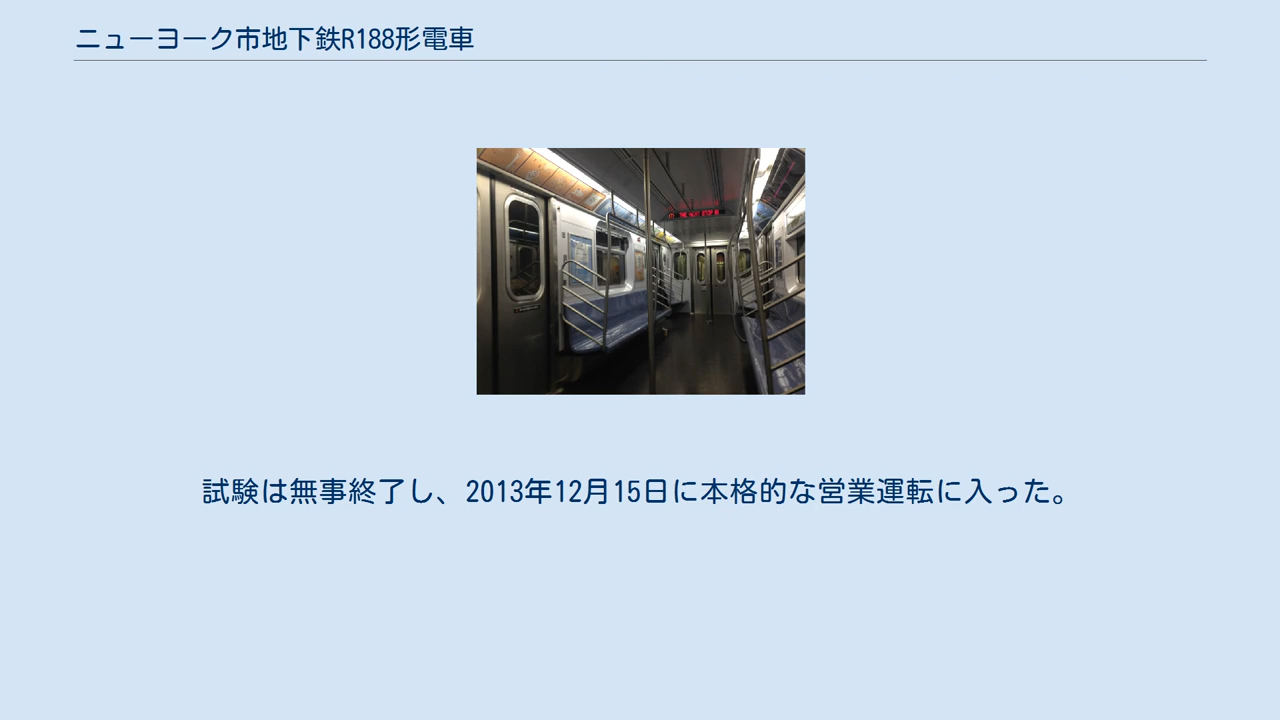 ニューヨーク市地下鉄R188形電車
試験は無事終了し、2013年12月15日に本格的な営業運転に入った。